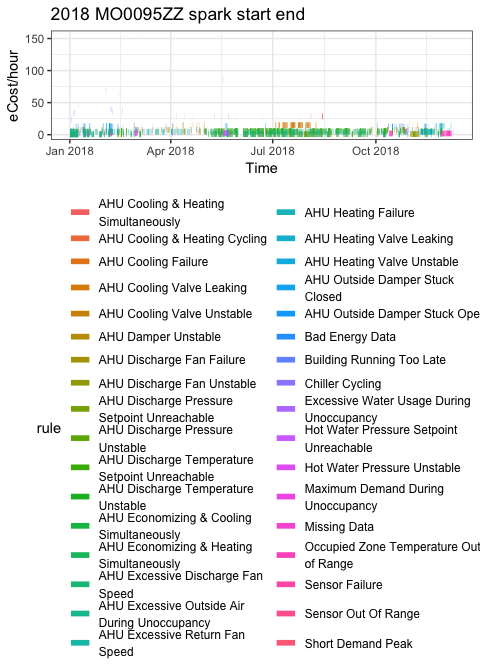 2018 MO0095ZZ spark start end
eCost/hour
150
100
50
0
Jan 2018
Apr 2018
Jul 2018
Oct 2018
Time
rule
AHU Cooling & Heating
Simultaneously
AHU Cooling & Heating Cycling
AHU Cooling Failure
AHU Cooling Valve Leaking
AHU Cooling Valve Unstable
AHU Damper Unstable
AHU Discharge Fan Failure
AHU Discharge Fan Unstable
AHU Discharge Pressure
Setpoint Unreachable
AHU Discharge Pressure
Unstable
AHU Discharge Temperature
Setpoint Unreachable
AHU Discharge Temperature
Unstable
AHU Economizing & Cooling
Simultaneously
AHU Economizing & Heating
Simultaneously
AHU Excessive Discharge Fan
Speed
AHU Excessive Outside Air
During Unoccupancy
AHU Excessive Return Fan
Speed
AHU Heating Failure
AHU Heating Valve Leaking
AHU Heating Valve Unstable
AHU Outside Damper Stuck
Closed
AHU Outside Damper Stuck Ope
Bad Energy Data
Building Running Too Late
Chiller Cycling
Excessive Water Usage During
Unoccupancy
Hot Water Pressure Setpoint
Unreachable
Hot Water Pressure Unstable
Maximum Demand During
Unoccupancy
Missing Data
Occupied Zone Temperature Out
of Range
Sensor Failure
Sensor Out Of Range
Short Demand Peak